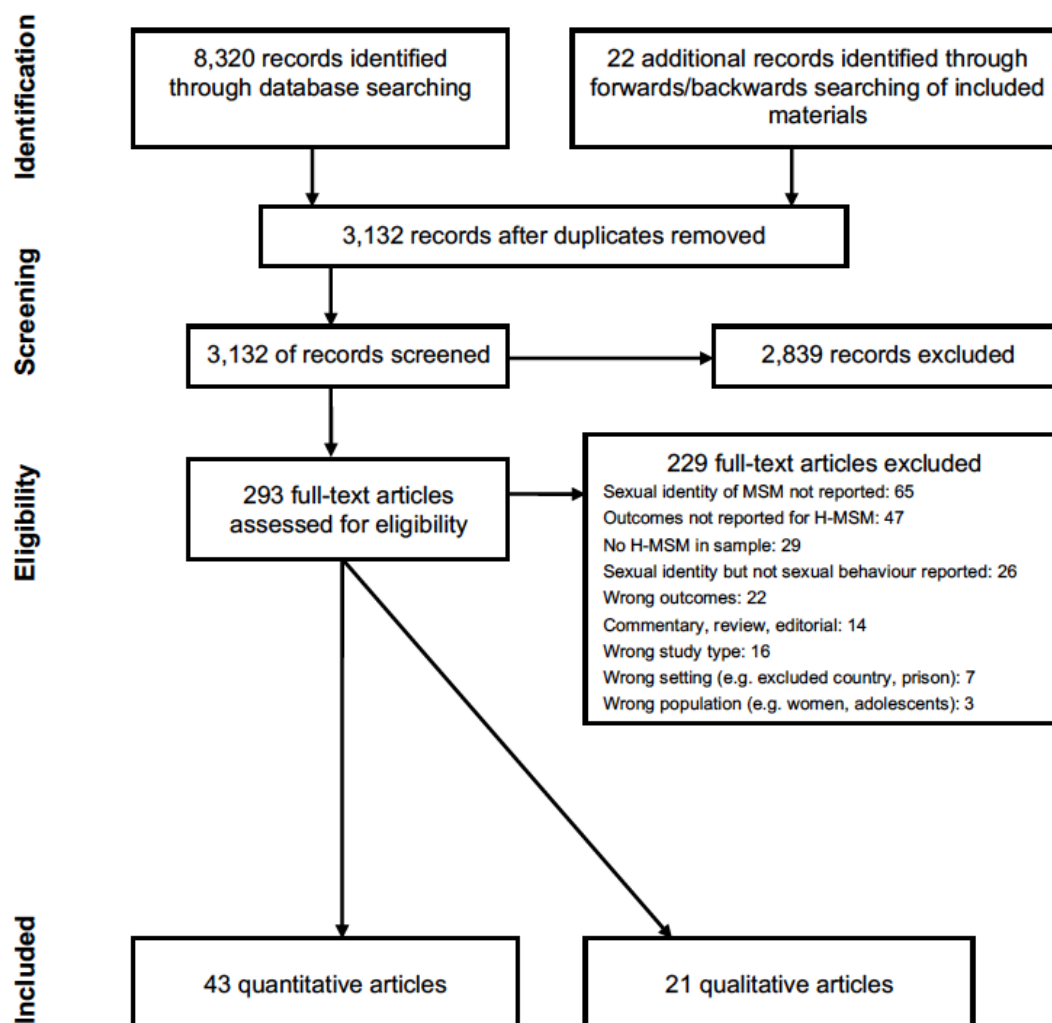 Identification
8,320 records identified
through database searching
22 additional records identified through
forwards/backwards searching of included
materials
3,132 records after duplicates removed
Screening
3,132 of records screened
2,839 records excluded
Eligibility
293 full-text articles
assessed for eligibility
229 full-text articles excluded
Sexual identity of MSM not reported: 65
Outcomes not reported for H-MSM: 47
No H-MSM in sample: 29
Sexual identity but not sexual behaviour reported: 26
Wrong outcomes: 22
Commentary, review, editorial: 14
Wrong study type: 16
Wrong setting (e.g. excluded country, prison): 7
Wrong population (e.g. women, adolescents): 3
Included
43 quantitative articles
21 qualitative articles